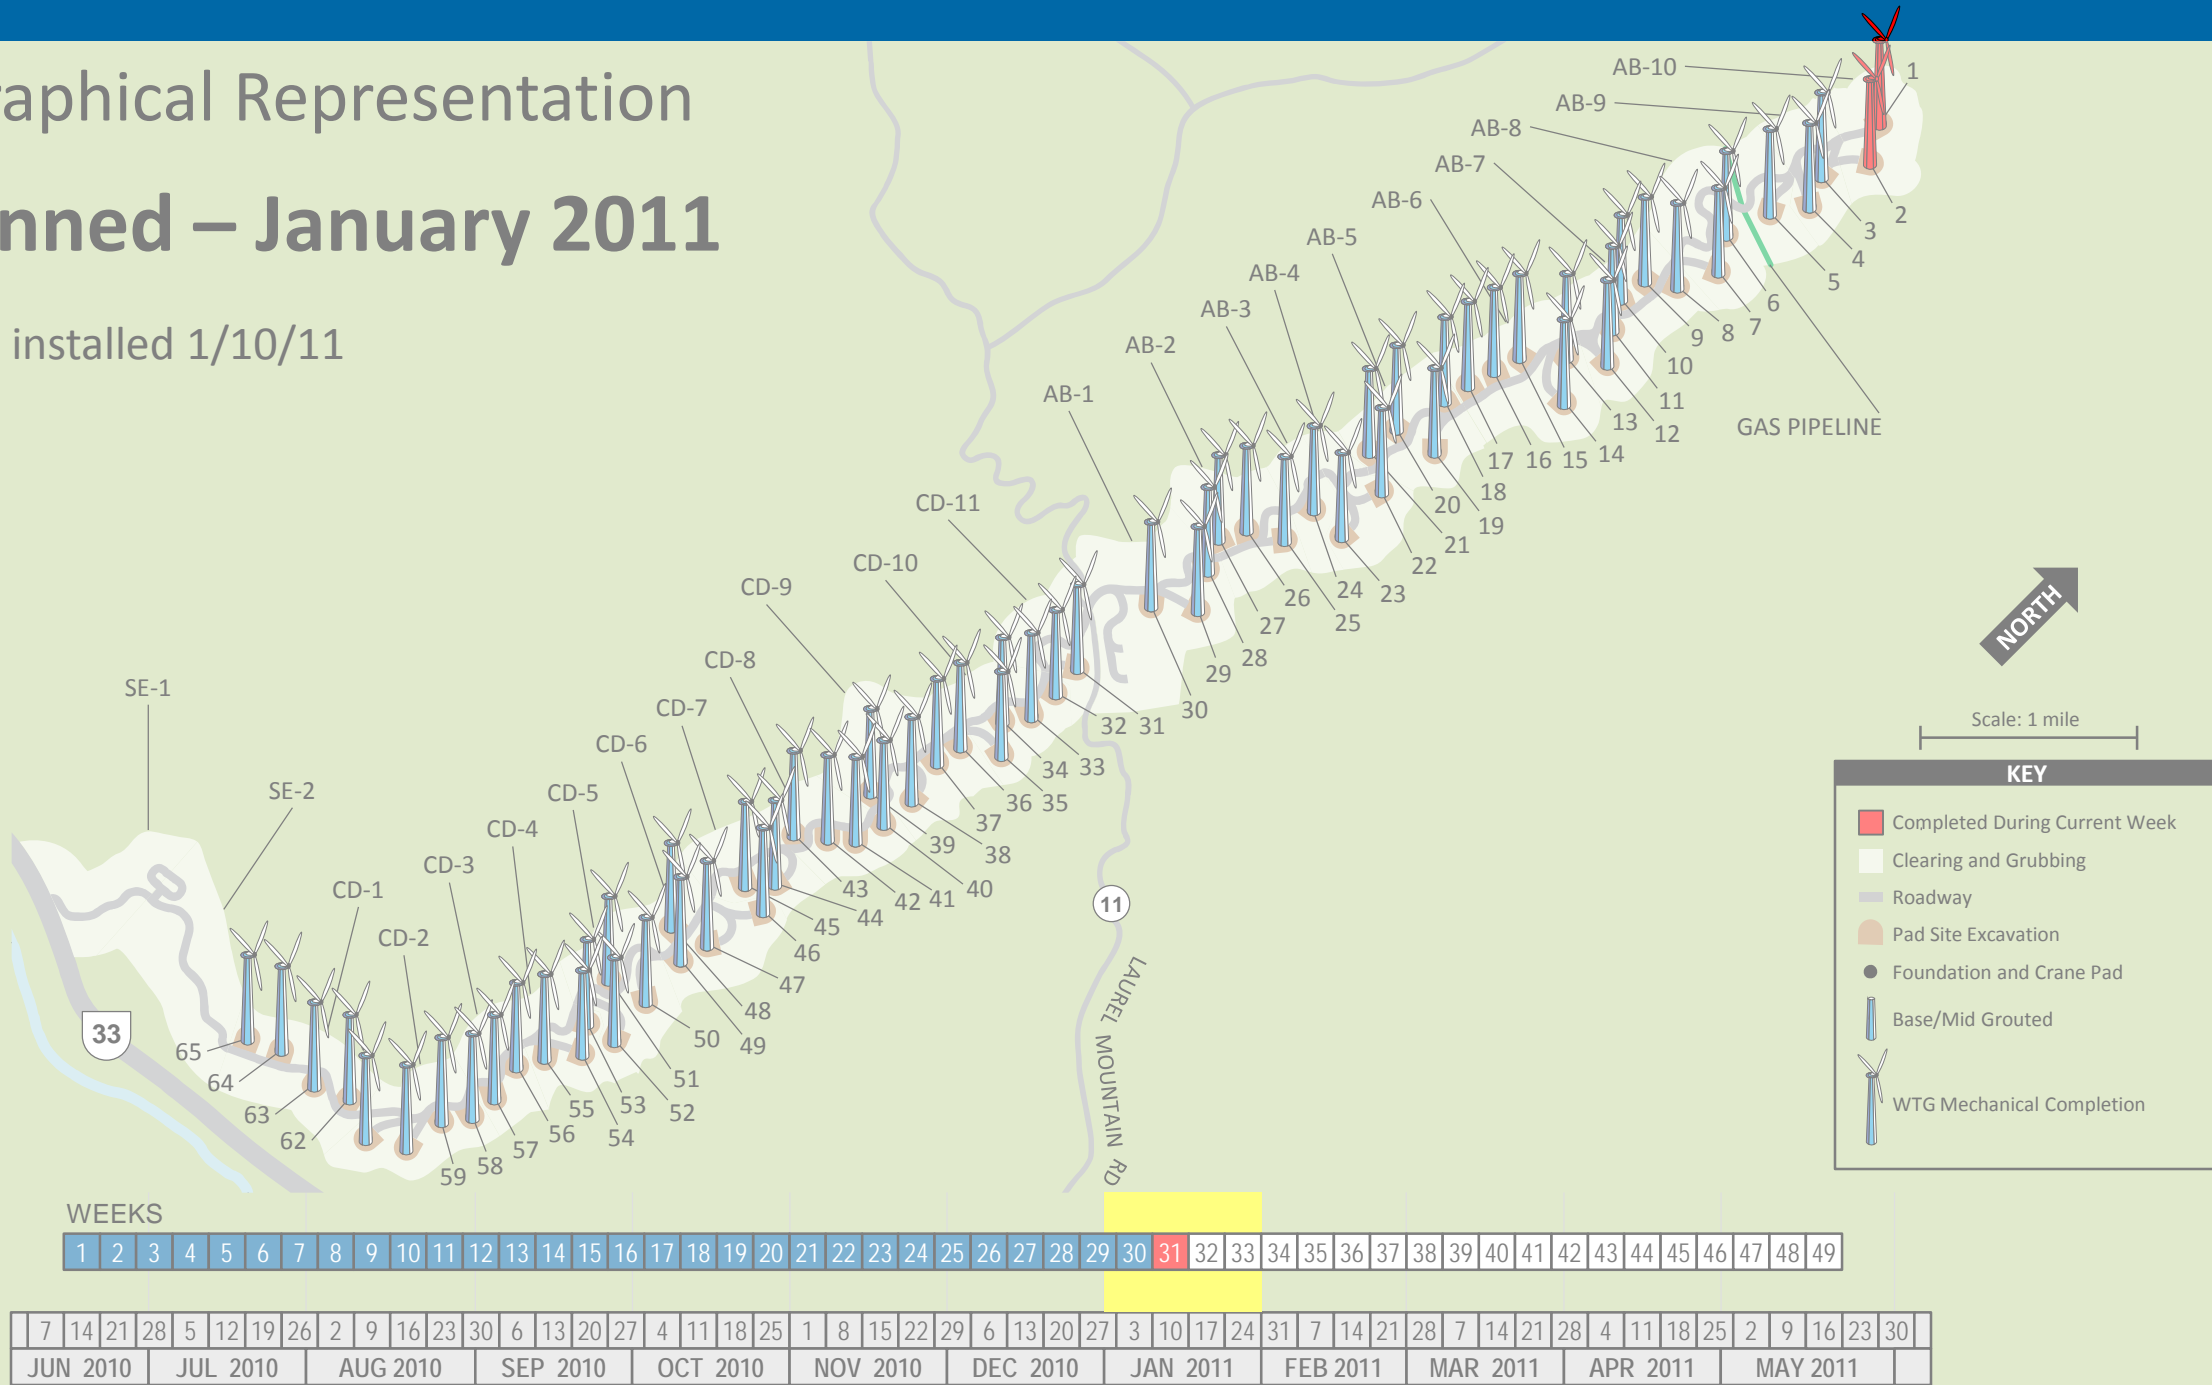 raphical Representation
nned – January 2011
installed 1/10/11
AB-10
1
AB-9
AB-8
AB-7
AB-6
AB-5
AB-4
AB-3
AB-2
AB-1
2
3
4
5
6
7
8
9
10
11
12
13
14
15
16
17
18
19
20
21
22
23
24
25
26
27
28
29
30
GAS PIPELINE
CD-11
CD-10
CD-9
CD-8
CD-7
CD-6
CD-5
CD-4
CD-3
CD-2
CD-1
SE-2
SE-1
31
32
33
34
35
36
37
38
39
40
41
42
43
44
45
46
47
48
49
50
51
52
53
54
55
56
57
58
59
62
63
64
65
33
11
LAUREL MOUNTAIN RD
NORTH
Scale: 1 mile
KEY
Completed During Current Week
Clearing and Grubbing
Roadway
Pad Site Excavation
Foundation and Crane Pad
Base/Mid Grouted
WTG Mechanical Completion
WEEKS
1 2 3 4 5 6 7 8 9 10 11 12 13 14 15 16 17 18 19 20 21 22 23 24 25 26 27 28 29 30 31 32 33 34 35 36 37 38 39 40 41 42 43 44 45 46 47 48 49
7 14 21 28 5 12 19 26 2 9 16 23 30 6 13 20 27 4 11 18 25 1 8 15 22 29 6 13 20 27 3 10 17 24 31 7 14 21 28 7 14 21 28 4 11 18 25 2 9 16 23 30
JUN 2010 JUL 2010 AUG 2010 SEP 2010 OCT 2010 NOV 2010 DEC 2010 JAN 2011 FEB 2011 MAR 2011 APR 2011 MAY 2011